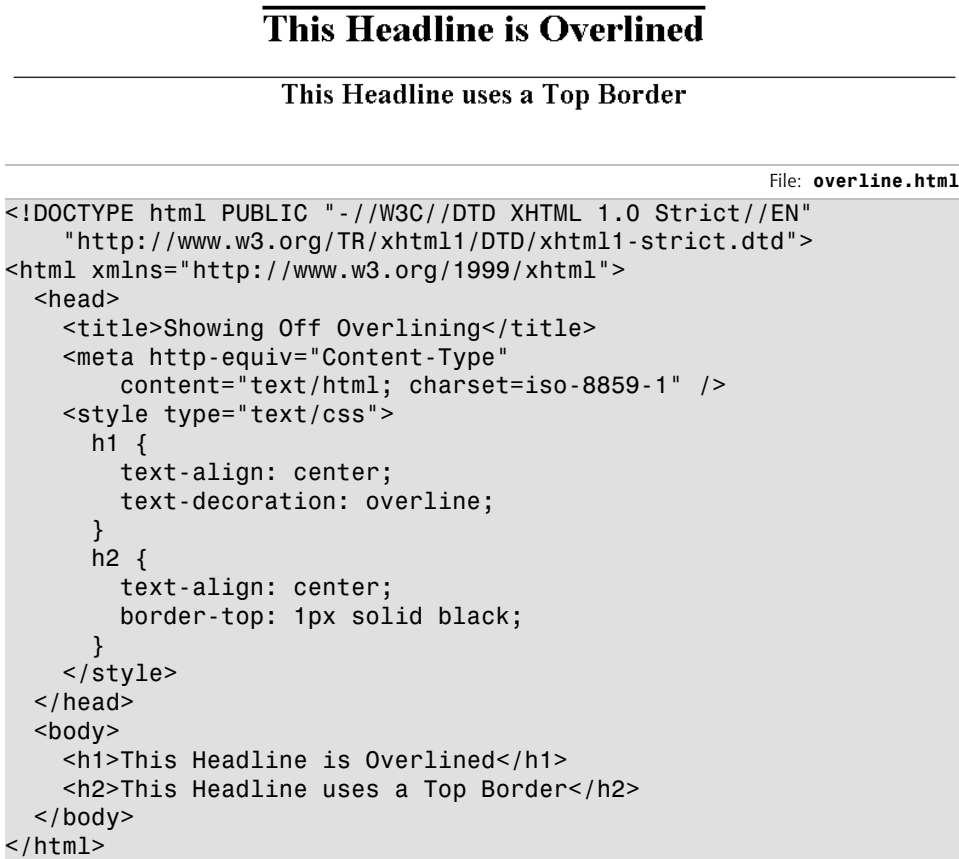 This Headline is Overlined
This Headline uses a Top Border
File: overline.html
<!DOCTYPE html PUBLIC "-//W3C//DTD XHTML 1.0 Strict//EN"
    "http://www.w3.org/TR/xhtml1/DTD/xhtml1-strict.dtd">
<html xmlns="http://www.w3.org/1999/xhtml">
  <head>
    <title>Showing Off Overlining</title>
    <meta http-equiv="Content-Type"
        content="text/html; charset=iso-8859-1" />
    <style type="text/css">
      h1 {
        text-align: center;
        text-decoration: overline;
      }
      h2 {
        text-align: center;
        border-top: 1px solid black;
      }
    </style>
  </head>
  <body>
    <h1>This Headline is Overlined</h1>
    <h2>This Headline uses a Top Border</h2>
  </body>
</html>